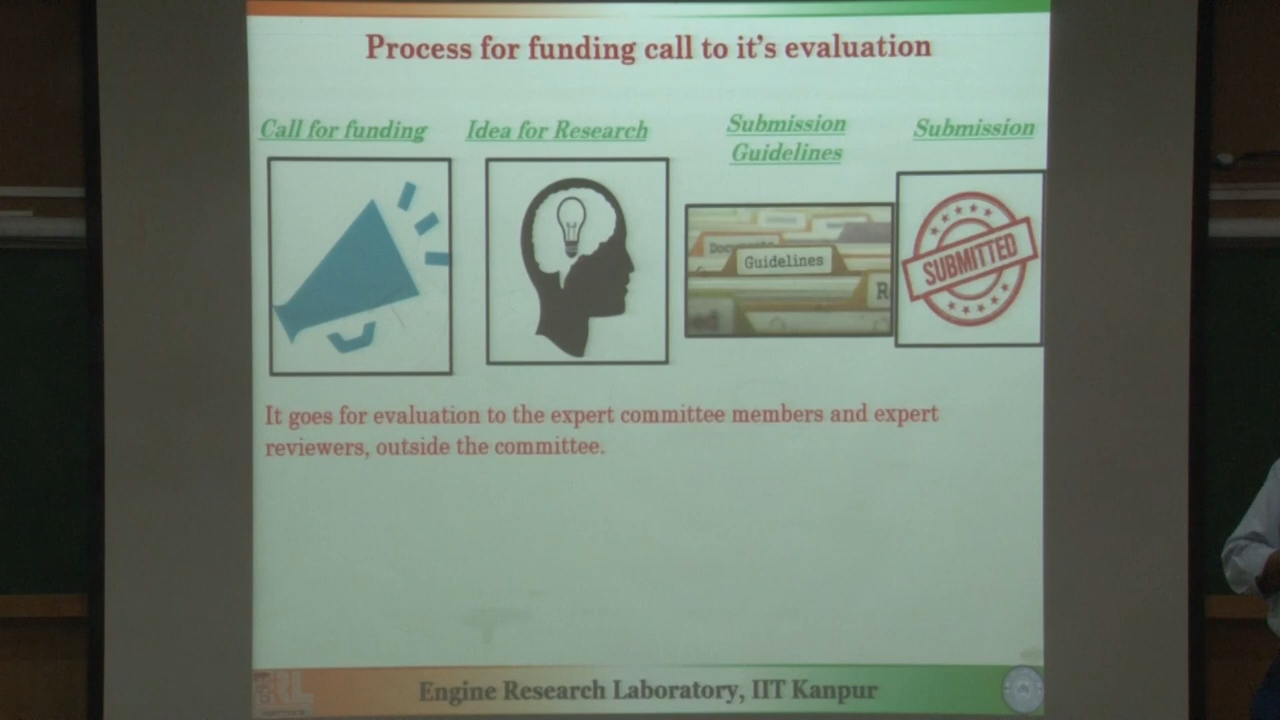 Process for funding call to it's evaluation
Call for funding
Idea for Research
Submission
Guidelines
Submission
Guidelines
R
SUBMITTED
It goes for evaluation to the expert committee members and expert
reviewers, outside the committee.
Engine Research Laboratory, IIT Kanpur